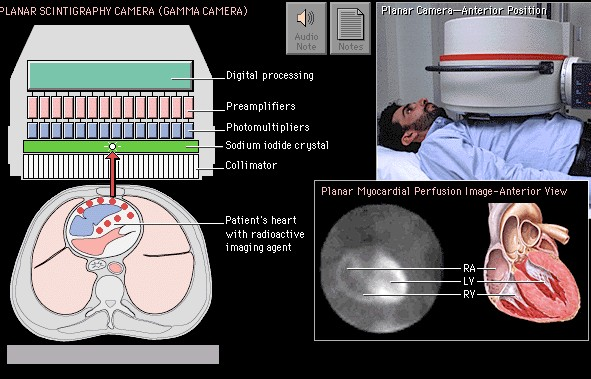 PLANAR SCINTIGRAPHY CAMERA (GAMMA CAMERA)
Audio
Note
Notes
Planar Camera—Anterior Position
Digital processing
Preamplifiers
Photomultipliers
Sodium iodide crystal
Collimator
Patient's heart
with radioactive
imaging agent
Planar Myocardial Perfusion Image-Anterior View
RA
LV
RV